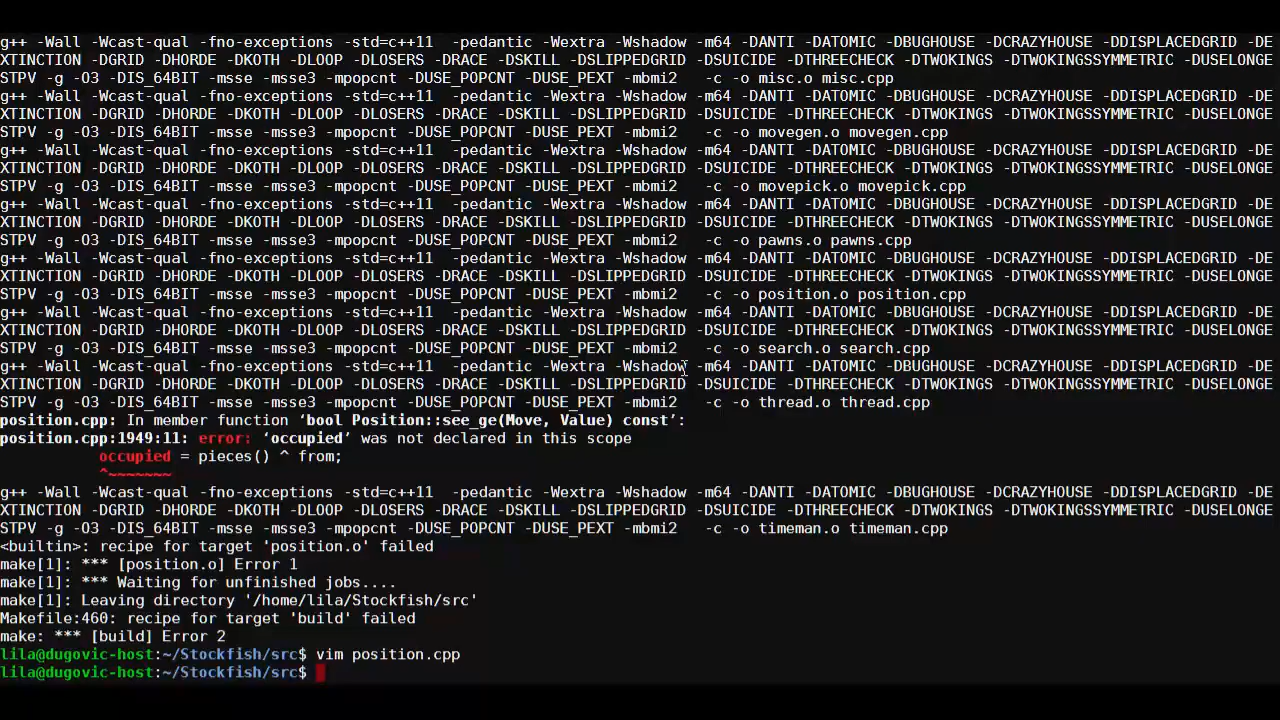 g++ -Wall -Wcast-qual -fno-exceptions -std=c++11  -pedantic -Wextra -Wshadow -m64 -DANTI -DATOMIC -DBUGHOUSE -DCRAZYHOUSE -DDISPLACEDGRID -DE
XTINCTION -DGRID -DHORDE -DKOTH -DLOOP -DLOSERS -DRACE -DSKILL -DSLIPPEDGRID -DSUICIDE -DTHREECHECK -DTWOKINGS -DTWOKINGSSYMMETRIC -DUSELONGE
STPV -g -O3 -DIS_64BIT -msse -msse3 -mpopcnt -DUSE_POPCNT -DUSE_PEXT -mbmi2   -c -o misc.o misc.cpp
g++ -Wall -Wcast-qual -fno-exceptions -std=c++11  -pedantic -Wextra -Wshadow -m64 -DANTI -DATOMIC -DBUGHOUSE -DCRAZYHOUSE -DDISPLACEDGRID -DE
XTINCTION -DGRID -DHORDE -DKOTH -DLOOP -DLOSERS -DRACE -DSKILL -DSLIPPEDGRID -DSUICIDE -DTHREECHECK -DTWOKINGS -DTWOKINGSSYMMETRIC -DUSELONGE
STPV -g -O3 -DIS_64BIT -msse -msse3 -mpopcnt -DUSE_POPCNT -DUSE_PEXT -mbmi2   -c -o movegen.o movegen.cpp
g++ -Wall -Wcast-qual -fno-exceptions -std=c++11  -pedantic -Wextra -Wshadow -m64 -DANTI -DATOMIC -DBUGHOUSE -DCRAZYHOUSE -DDISPLACEDGRID -DE
XTINCTION -DGRID -DHORDE -DKOTH -DLOOP -DLOSERS -DRACE -DSKILL -DSLIPPEDGRID -DSUICIDE -DTHREECHECK -DTWOKINGS -DTWOKINGSSYMMETRIC -DUSELONGE
STPV -g -O3 -DIS_64BIT -msse -msse3 -mpopcnt -DUSE_POPCNT -DUSE_PEXT -mbmi2   -c -o movepick.o movepick.cpp
g++ -Wall -Wcast-qual -fno-exceptions -std=c++11  -pedantic -Wextra -Wshadow -m64 -DANTI -DATOMIC -DBUGHOUSE -DCRAZYHOUSE -DDISPLACEDGRID -DE
XTINCTION -DGRID -DHORDE -DKOTH -DLOOP -DLOSERS -DRACE -DSKILL -DSLIPPEDGRID -DSUICIDE -DTHREECHECK -DTWOKINGS -DTWOKINGSSYMMETRIC -DUSELONGE
STPV -g -O3 -DIS_64BIT -msse -msse3 -mpopcnt -DUSE_POPCNT -DUSE_PEXT -mbmi2   -c -o pawns.o pawns.cpp
g++ -Wall -Wcast-qual -fno-exceptions -std=c++11  -pedantic -Wextra -Wshadow -m64 -DANTI -DATOMIC -DBUGHOUSE -DCRAZYHOUSE -DDISPLACEDGRID -DE
XTINCTION -DGRID -DHORDE -DKOTH -DLOOP -DLOSERS -DRACE -DSKILL -DSLIPPEDGRID -DSUICIDE -DTHREECHECK -DTWOKINGS -DTWOKINGSSYMMETRIC -DUSELONGE
STPV -g -O3 -DIS_64BIT -msse -msse3 -mpopcnt -DUSE_POPCNT -DUSE_PEXT -mbmi2   -c -o position.o position.cpp
g++ -Wall -Wcast-qual -fno-exceptions -std=c++11  -pedantic -Wextra -Wshadow -m64 -DANTI -DATOMIC -DBUGHOUSE -DCRAZYHOUSE -DDISPLACEDGRID -DE
XTINCTION -DGRID -DHORDE -DKOTH -DLOOP -DLOSERS -DRACE -DSKILL -DSLIPPEDGRID -DSUICIDE -DTHREECHECK -DTWOKINGS -DTWOKINGSSYMMETRIC -DUSELONGE
STPV -g -O3 -DIS_64BIT -msse -msse3 -mpopcnt -DUSE_POPCNT -DUSE_PEXT -mbmi2   -c -o search.o search.cpp
g++ -Wall -Wcast-qual -fno-exceptions -std=c++11  -pedantic -Wextra -Wshadow -m64 -DANTI -DATOMIC -DBUGHOUSE -DCRAZYHOUSE -DDISPLACEDGRID -DE
XTINCTION -DGRID -DHORDE -DKOTH -DLOOP -DLOSERS -DRACE -DSKILL -DSLIPPEDGRID -DSUICIDE -DTHREECHECK -DTWOKINGS -DTWOKINGSSYMMETRIC -DUSELONGE
STPV -g -O3 -DIS_64BIT -msse -msse3 -mpopcnt -DUSE_POPCNT -DUSE_PEXT -mbmi2   -c -o thread.o thread.cpp
position.cpp: In member function ‘bool Position::see_ge(Move, Value) const’:
position.cpp:1949:11: error: ‘occupied’ was not declared in this scope
           occupied = pieces() ^ from;
           ^~~~~~~~
g++ -Wall -Wcast-qual -fno-exceptions -std=c++11  -pedantic -Wextra -Wshadow -m64 -DANTI -DATOMIC -DBUGHOUSE -DCRAZYHOUSE -DDISPLACEDGRID -DE
XTINCTION -DGRID -DHORDE -DKOTH -DLOOP -DLOSERS -DRACE -DSKILL -DSLIPPEDGRID -DSUICIDE -DTHREECHECK -DTWOKINGS -DTWOKINGSSYMMETRIC -DUSELONGE
STPV -g -O3 -DIS_64BIT -msse -msse3 -mpopcnt -DUSE_POPCNT -DUSE_PEXT -mbmi2   -c -o timeman.o timeman.cpp
<builtin>: recipe for target 'position.o' failed
make[1]: *** [position.o] Error 1
make[1]: *** Waiting for unfinished jobs....
make[1]: Leaving directory '/home/lila/Stockfish/src'
Makefile:460: recipe for target 'build' failed
make: *** [build] Error 2
lila@dugovic-host:~/Stockfish/src$ vim position.cpp
lila@dugovic-host:~/Stockfish/src$